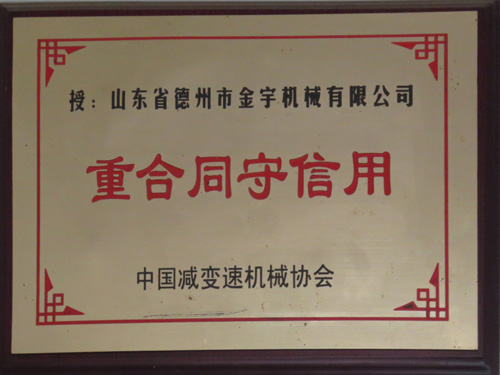 授：山东省德州市金宇机械有限公司
重合同守信用
中国减变速机械协会